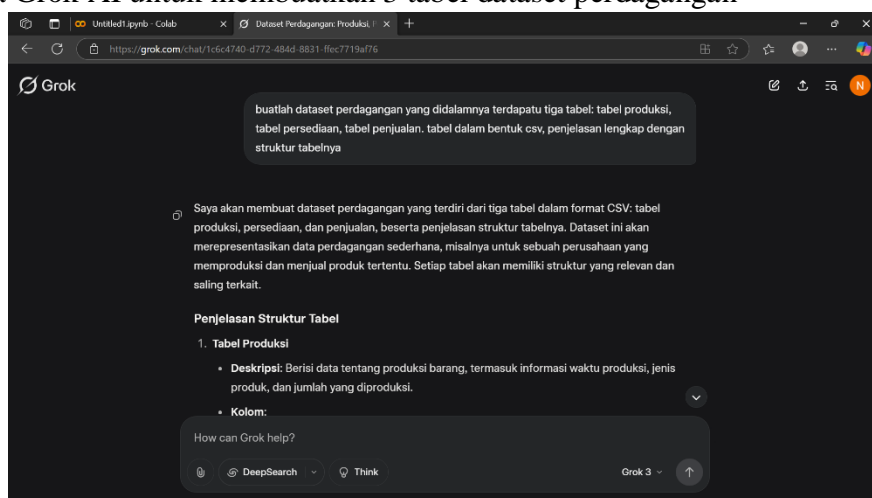 Grok AI untuk membuatkan 3 tabel dataset perdagangan
Untitled1.ipynb - Colab
Dataset Perdagangan: Produksi,
https://grok.com/chat/1c6c4740-d772-484d-8831-ffec7719af76
Grok
N
buatlah dataset perdagangan yang didalamnya terdapatu tiga tabel: tabel produksi,
tabel persediaan, tabel penjualan. tabel dalam bentuk csv, penjelasan lengkap dengan
struktur tabelnya
Saya akan membuat dataset perdagangan yang terdiri dari tiga tabel dalam format CSV: tabel
produksi, persediaan, dan penjualan, beserta penjelasan struktur tabelnya. Dataset ini akan
merepresentasikan data perdagangan sederhana, misalnya untuk sebuah perusahaan yang
memproduksi dan menjual produk tertentu. Setiap tabel akan memiliki struktur yang relevan dan
saling terkait.
Penjelasan Struktur Tabel
1. Tabel Produksi
• Deskripsi: Berisi data tentang produksi barang, termasuk informasi waktu produksi, jenis
produk, dan jumlah yang diproduksi.
• Kolom:
How can Grok help?
DeepSearch
Think
Grok 3